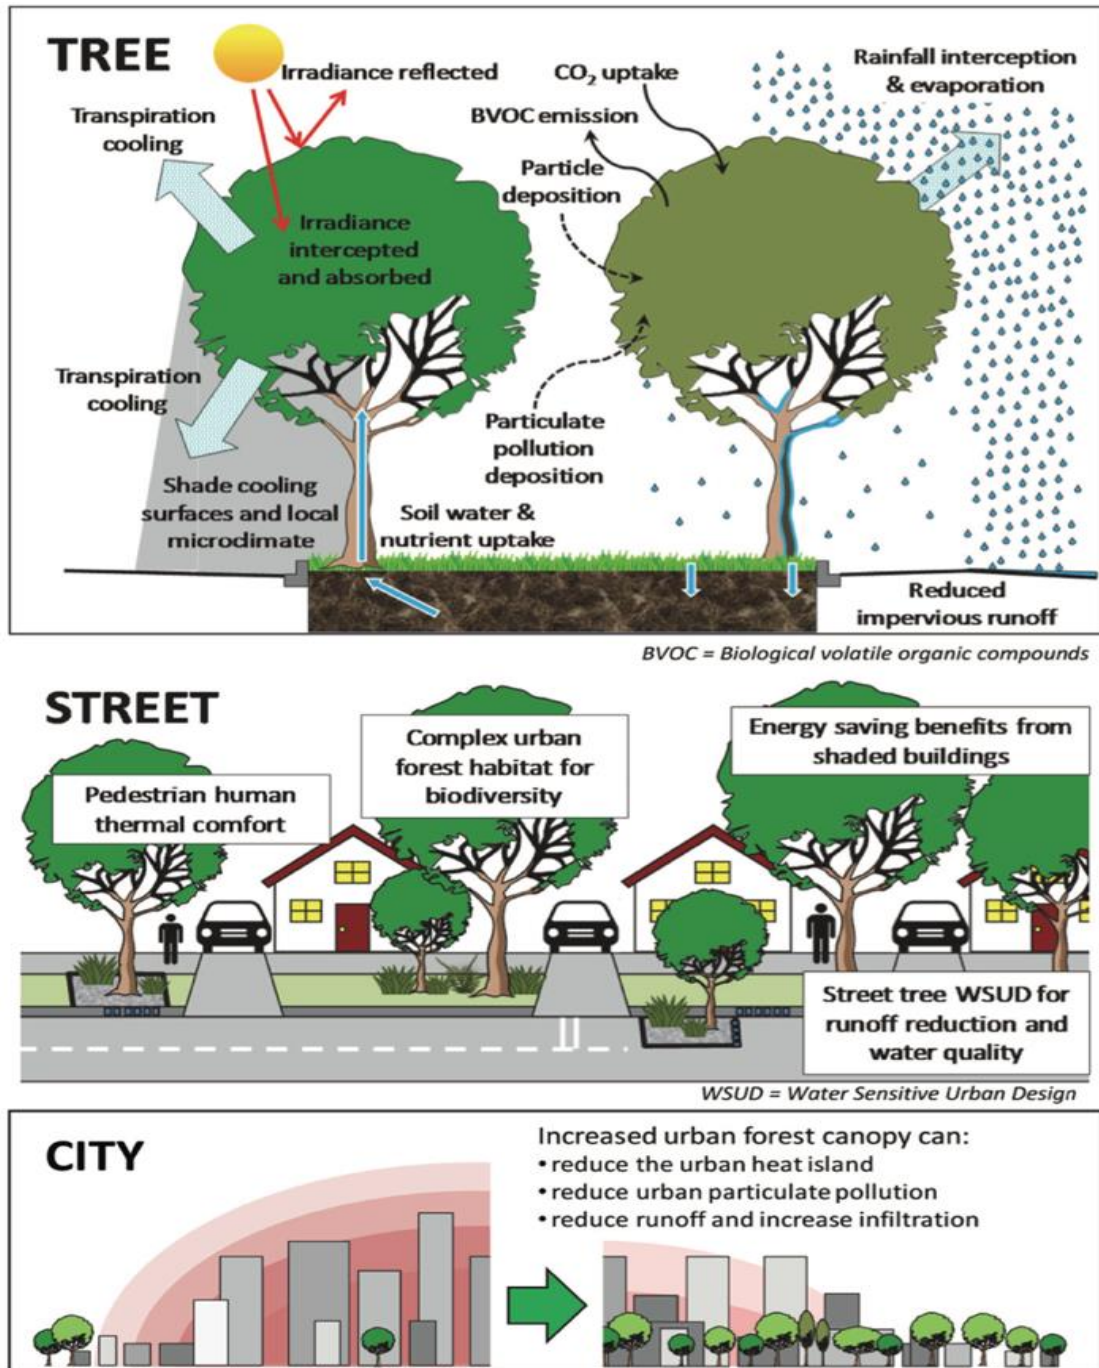 TREE
Irradiance reflected
Transpiration
cooling
Irradiance
intercepted
and absorbed
Transpiration
cooling
Shade cooling
surfaces and local
microclimate
Soil water &
nutrient uptake
CO₂ uptake
BVOC emission
Particle
deposition
Particulate
pollution
deposition
Rainfall interception
& evaporation
Reduced
impervious runoff
BVOC = Biological volatile organic compounds
STREET
Pedestrian human
thermal comfort
Complex urban
forest habitat for
biodiversity
Energy saving benefits from
shaded buildings
Street tree WSUD for
runoff reduction and
water quality
WSUD = Water Sensitive Urban Design
CITY
Increased urban forest canopy can:
•reduce the urban heat island
•reduce urban particulate pollution
•reduce runoff and increase infiltration